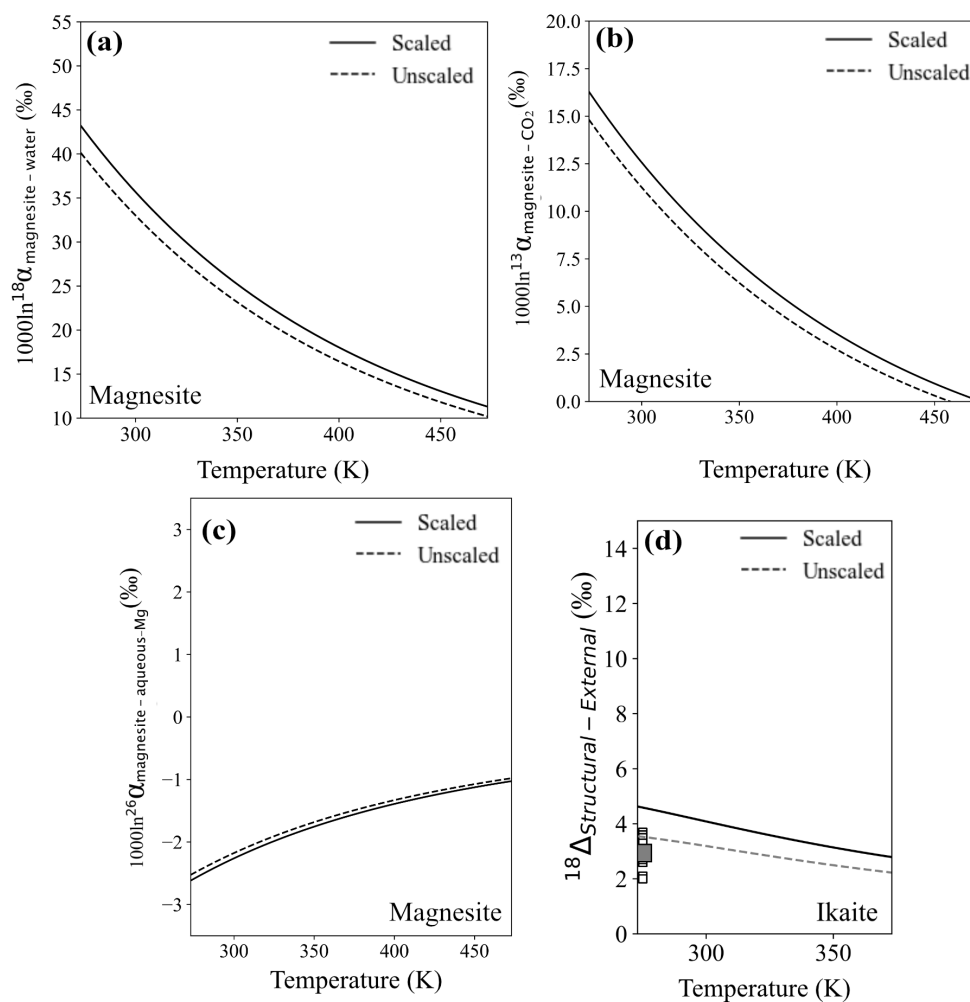 (a)
Scaled
Unscaled
55
50
45
40
35
30
25
20
15
10
1000ln¹⁸α magnesite – water (‰)
Magnesite
300
350
400
450
Temperature (K)
(b)
Scaled
Unscaled
20.0
17.5
15.0
12.5
10.0
7.5
5.0
2.5
0.0
1000ln¹³α magnesite – CO₂ (‰)
Magnesite
300
350
400
450
Temperature (K)
(c)
Scaled
Unscaled
3
2
1
0
−1
−2
−3
1000ln²⁶α magnesite – aqueous-Mg (‰)
Magnesite
300
350
400
450
Temperature (K)
(d)
Scaled
Unscaled
14
12
10
8
6
4
2
0
¹⁸Δ Structural – External (‰)
Ikaite
300
350
Temperature (K)